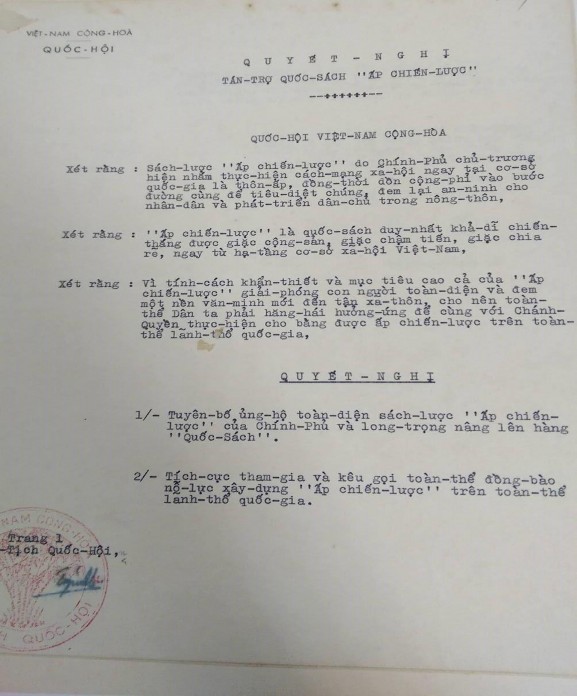 VIỆT-NAM CỘNG-HOÀ
QUỐC-HỘI
QUYẾT-NGHỊ
TÁN-TRỢ QUỐC-SÁCH "ẤP CHIẾN-LƯỢC"
--+++++++--
QUỐC-HỘI VIỆT-NAM CỘNG-HÒA
Xét rằng : Sách-lược ''Ấp chiến-lược'' do Chính-Phủ chủ-trương
hiện nhằm thực-hiện cách-mạng xã-hội ngay tại cơ-sở
quốc-gia là thôn-ấp, đồng-thời dồn cộng-phỉ vào bước
đường cùng để tiêu-diệt chúng, đem lại an-ninh cho
nhân-dân và phát-triển dân-chủ trong nông-thôn,
Xét rằng : ''Ấp chiến-lược'' là quốc-sách duy-nhất khả-dĩ chiến-
thắng được giặc cộng-sản, giặc chậm tiến, giặc chia
rẽ, ngay từ hạ-tầng cơ-sở xã-hội Việt-Nam,
Xét rằng : Vì tính-cách khẩn-thiết và mục tiêu cao cả của ''Ấp
chiến-lược'' giải-phóng con người toàn-diện và đem
một nền văn-minh mới đến tận xã-thôn, cho nên toàn-
thể Dân ta phải hăng-hái hưởng-ứng để cùng với Chánh-
Quyền thực-hiện cho bằng được ấp chiến-lược trên toàn-
thể lãnh-thổ quốc-gia,
QUYẾT-NGHỊ
1/- Tuyên-bố ủng-hộ toàn-diện sách-lược ''Ấp chiến-
lược'' của Chính-Phủ và long-trọng nâng lên hàng
''Quốc-Sách''.
2/- Tích-cực tham-gia và kêu gọi toàn-thể đồng-bào
nỗ-lực xây-dựng ''Ấp chiến-lược'' trên toàn-thể
lãnh-thổ quốc-gia.
NAM CỘNG-HOÀ
Trang 1
-Tịch Quốc-Hội,
QUỐC-HỘI